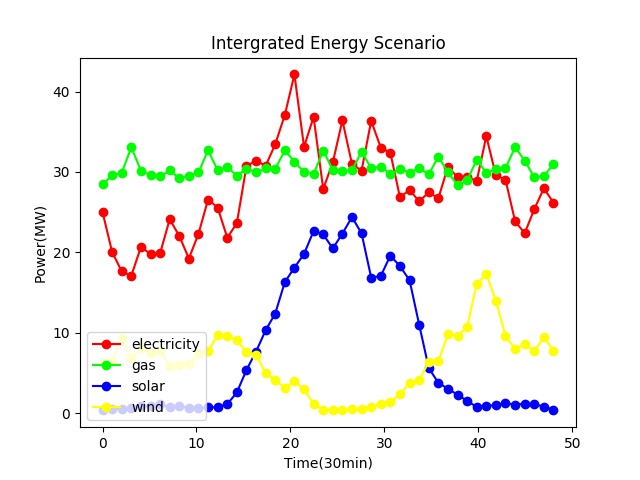 Intergrated Energy Scenario
Power(MW)
40
30
20
10
0
electricity
gas
solar
wind
0 10 20 30 40 50
Time(30min)